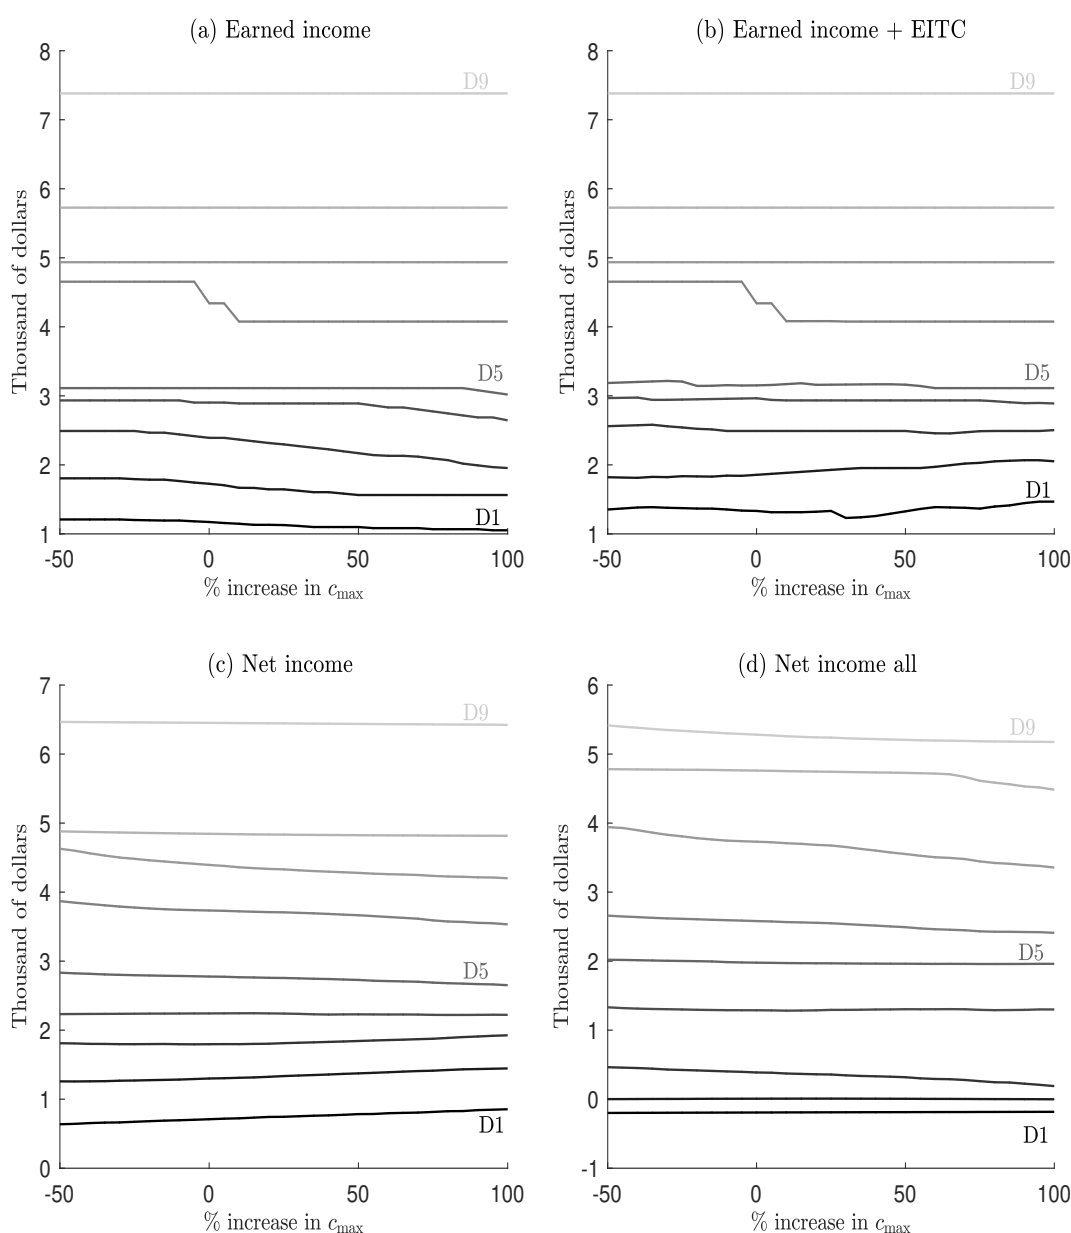 (a) Earned income
8
7
6
5
4
3
2
1
Thousand of dollars
D9
D5
D1
-50 0 50 100
% increase in c_max
(b) Earned income + EITC
8
7
6
5
4
3
2
1
Thousand of dollars
D9
D5
D1
-50 0 50 100
% increase in c_max
(c) Net income
7
6
5
4
3
2
1
0
Thousand of dollars
D9
D5
D1
-50 0 50 100
% increase in c_max
(d) Net income all
6
5
4
3
2
1
0
-1
Thousand of dollars
D9
D5
D1
-50 0 50 100
% increase in c_max